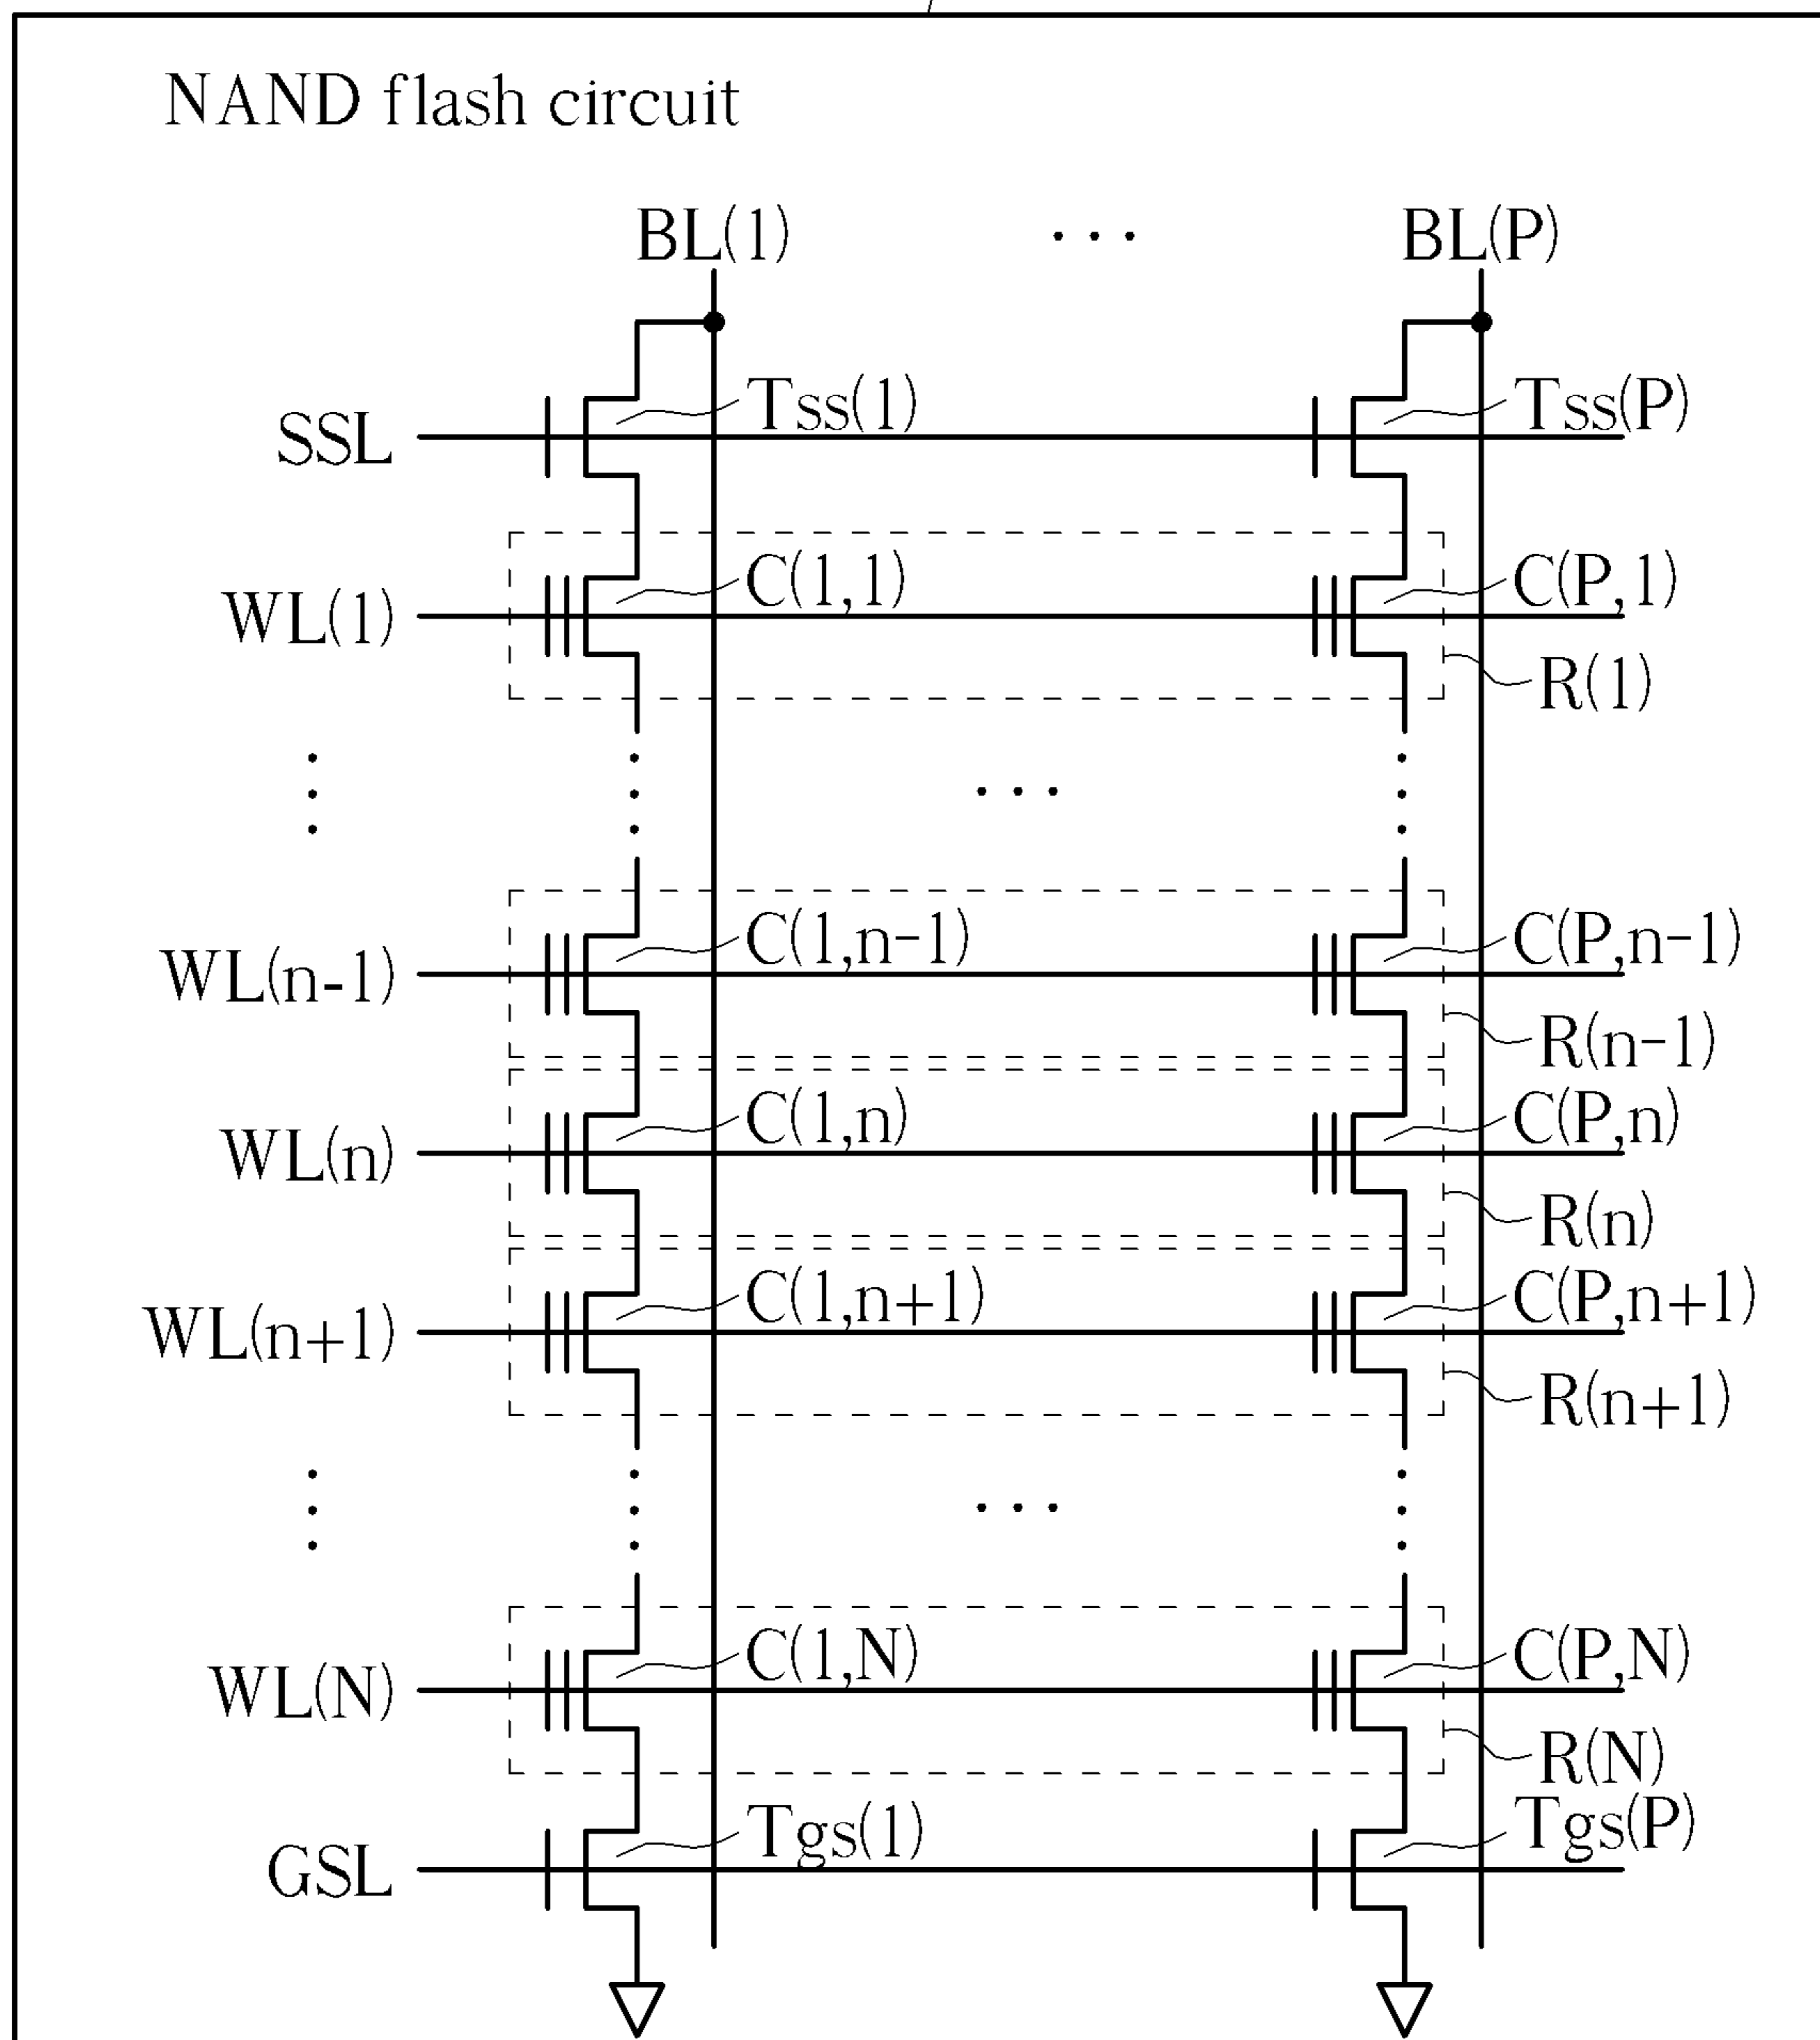 NAND flash circuit
BL(1) ... BL(P)
SSL Tss(1) Tss(P)
WL(1) C(1,1) C(P,1)
R(1)
...
WL(n-1) C(1,n-1) C(P,n-1)
R(n-1)
WL(n) C(1,n) C(P,n)
R(n)
WL(n+1) C(1,n+1) C(P,n+1)
R(n+1)
...
WL(N) C(1,N) C(P,N)
R(N)
GSL Tgs(1) Tgs(P)